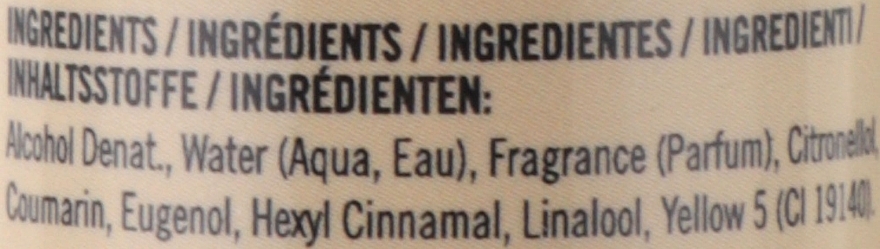 INGREDIENTS / INGRÉDIENTS / INGREDIENTES / INGREDIENTI /
INHALTSSTOFFE / INGRÉDIENTEN:
Alcohol Denat., Water (Aqua, Eau), Fragrance (Parfum), Citronellol,
Coumarin, Eugenol, Hexyl Cinnamal, Linalool, Yellow 5 (CI 19140).